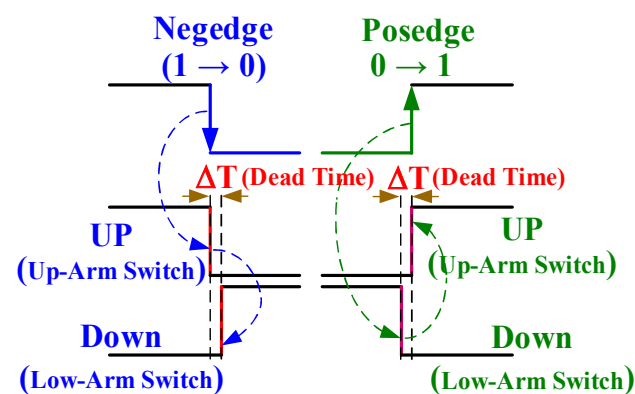 Negedge
(1 → 0)
Posedge
0 → 1
ΔT (Dead Time)
ΔT (Dead Time)
UP
(Up-Arm Switch)
UP
(Up-Arm Switch)
Down
(Low-Arm Switch)
Down
(Low-Arm Switch)